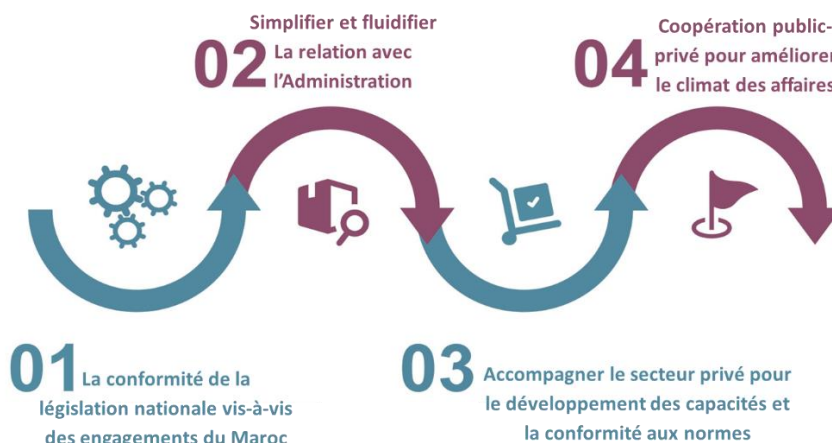 01
La conformité de la
législation nationale vis-à-vis
des engagements du Maroc
02
Simplifier et fluidifier
La relation avec
l'Administration
03
Accompagner le secteur privé pour
le développement des capacités et
la conformité aux normes
04
Coopération public-
privé pour améliorer
le climat des affaires